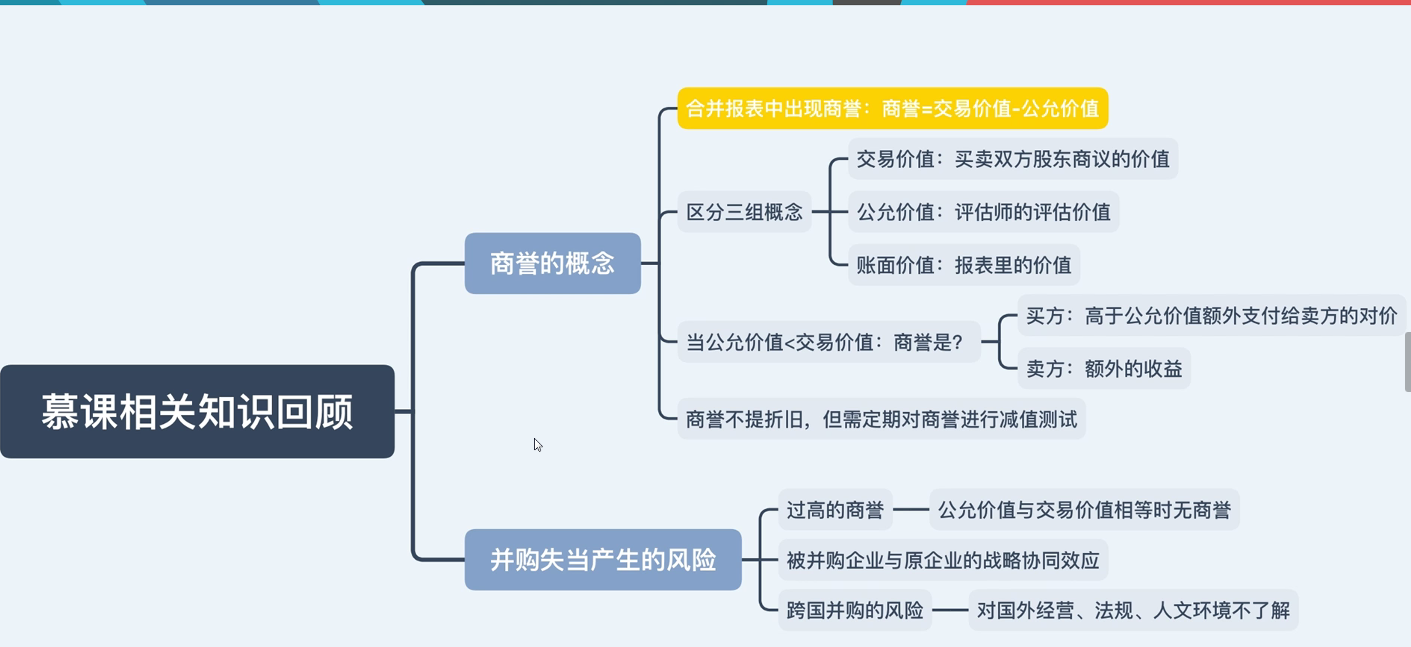 慕课相关知识回顾
商誉的概念
合并报表中出现商誉：商誉=交易价值-公允价值
区分三组概念
交易价值：买卖双方股东商议的价值
公允价值：评估师的评估价值
账面价值：报表里的价值
当公允价值<交易价值：商誉是？
买方：高于公允价值额外支付给卖方的对价
卖方：额外的收益
商誉不提折旧，但需定期对商誉进行减值测试
并购失当产生的风险
过高的商誉
公允价值与交易价值相等时无商誉
被并购企业与原企业的战略协同效应
跨国并购的风险
对国外经营、法规、人文环境不了解